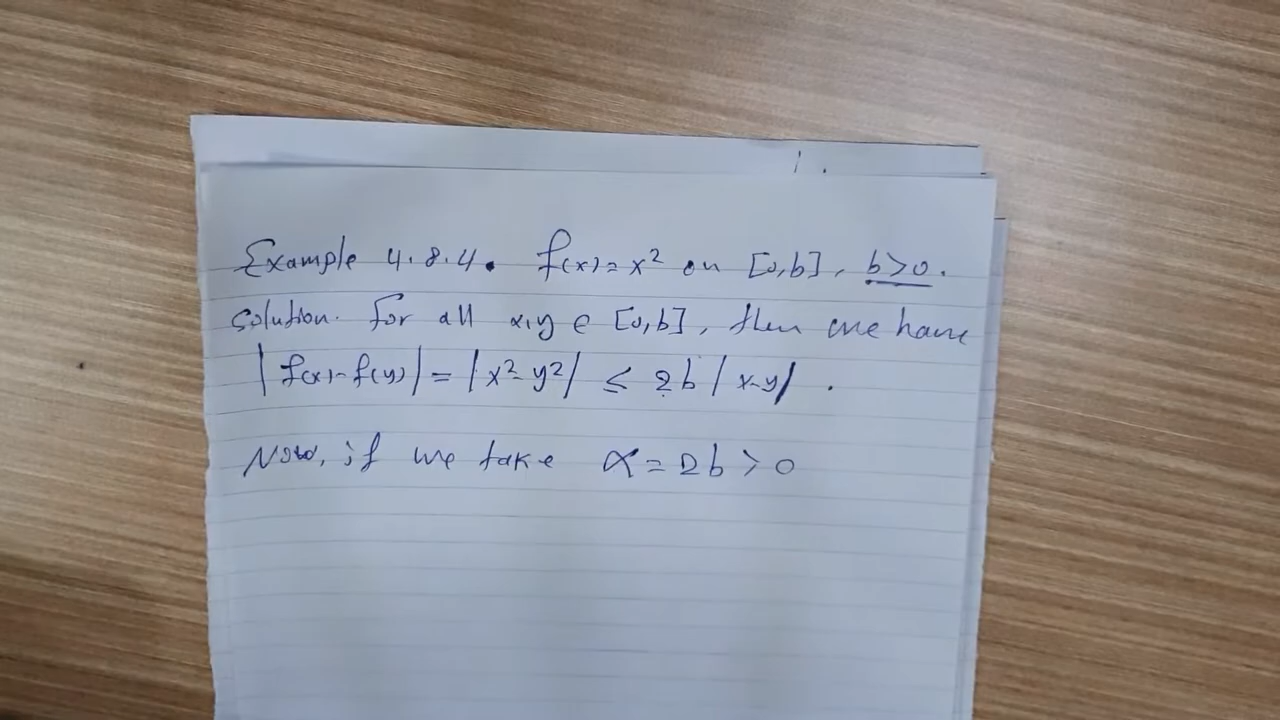 Example 4.8.4. f(x)=x² on [0,b], b>0.
solution. for all x,y ∈ [0,b], then we have
|f(x)-f(y)| = |x²-y²| ≤ 2b|x-y|.
Now, if we take α=2b>0